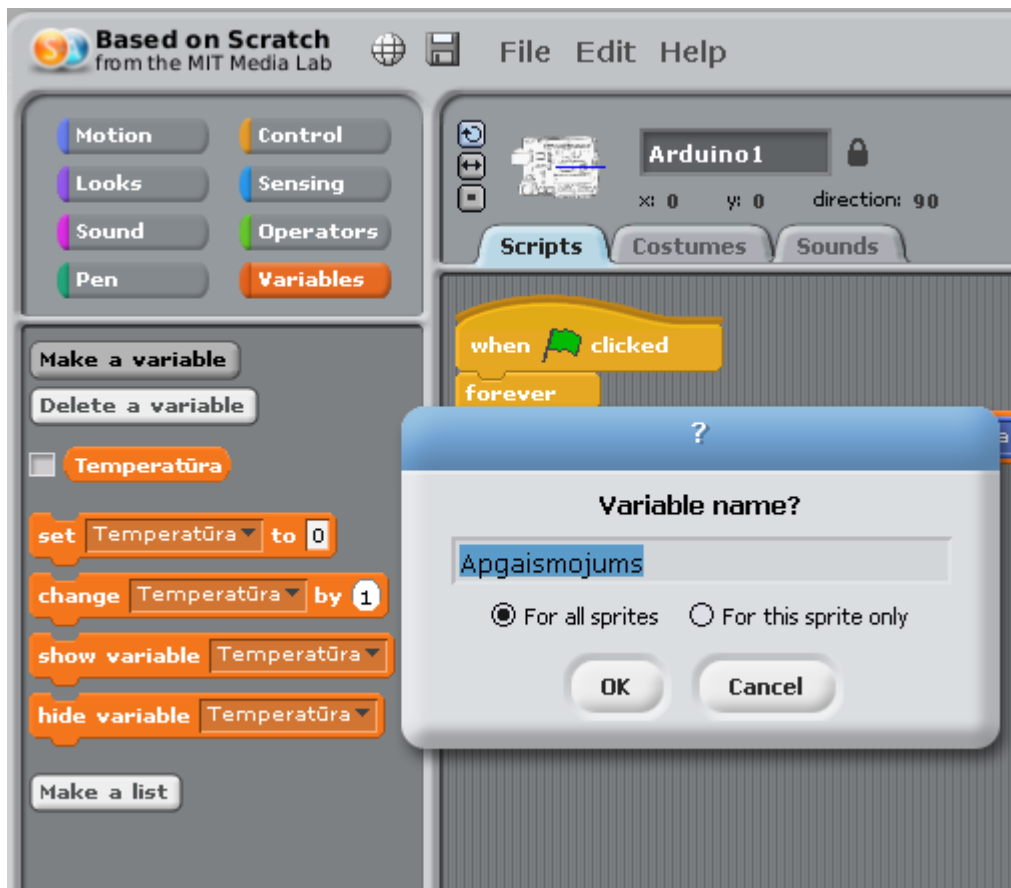 Based on Scratch
from the MIT Media Lab
File Edit Help
Motion Control
Looks Sensing
Sound Operators
Pen Variables
Arduino1
x: 0 y: 0 direction: 90
Scripts Costumes Sounds
Make a variable
Delete a variable
Temperatūra
set Temperatūra to 0
change Temperatūra by 1
show variable Temperatūra
hide variable Temperatūra
Make a list
when clicked
forever
?
Variable name?
Apgaismojums
For all sprites For this sprite only
OK Cancel